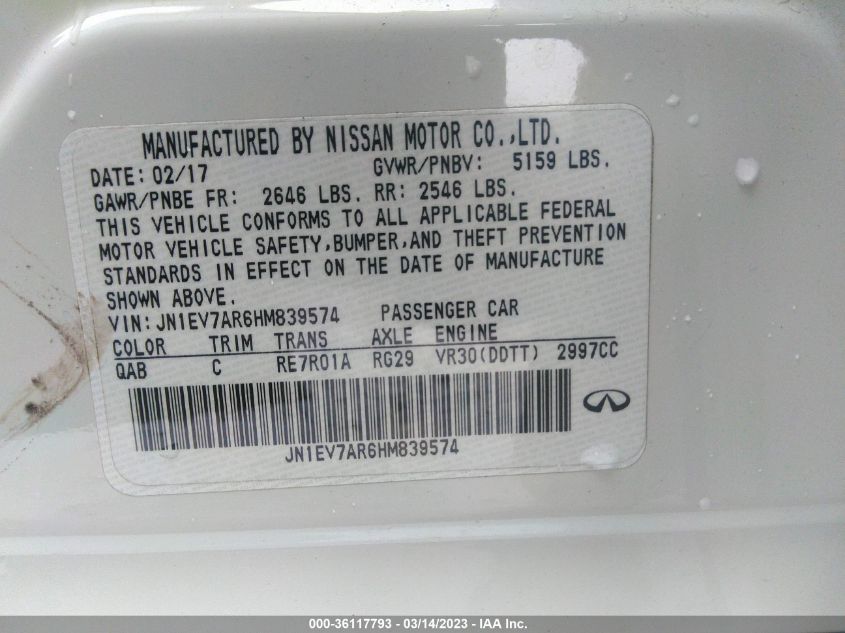 MANUFACTURED BY NISSAN MOTOR CO.,LTD.
DATE: 02/17 GVWR/PNBV: 5159 LBS.
GAWR/PNBE FR: 2646 LBS. RR: 2546 LBS.
THIS VEHICLE CONFORMS TO ALL APPLICABLE FEDERAL
MOTOR VEHICLE SAFETY,BUMPER,AND THEFT PREVENTION
STANDARDS IN EFFECT ON THE DATE OF MANUFACTURE
SHOWN ABOVE.
VIN:JN1EV7AR6HM839574 PASSENGER CAR
COLOR TRIM TRANS AXLE ENGINE
QAB C RE7R01A RG29 VR30(DDTT) 2997CC
JN1EV7AR6HM839574
000-36117793 - 03/14/2023 - IAA Inc.